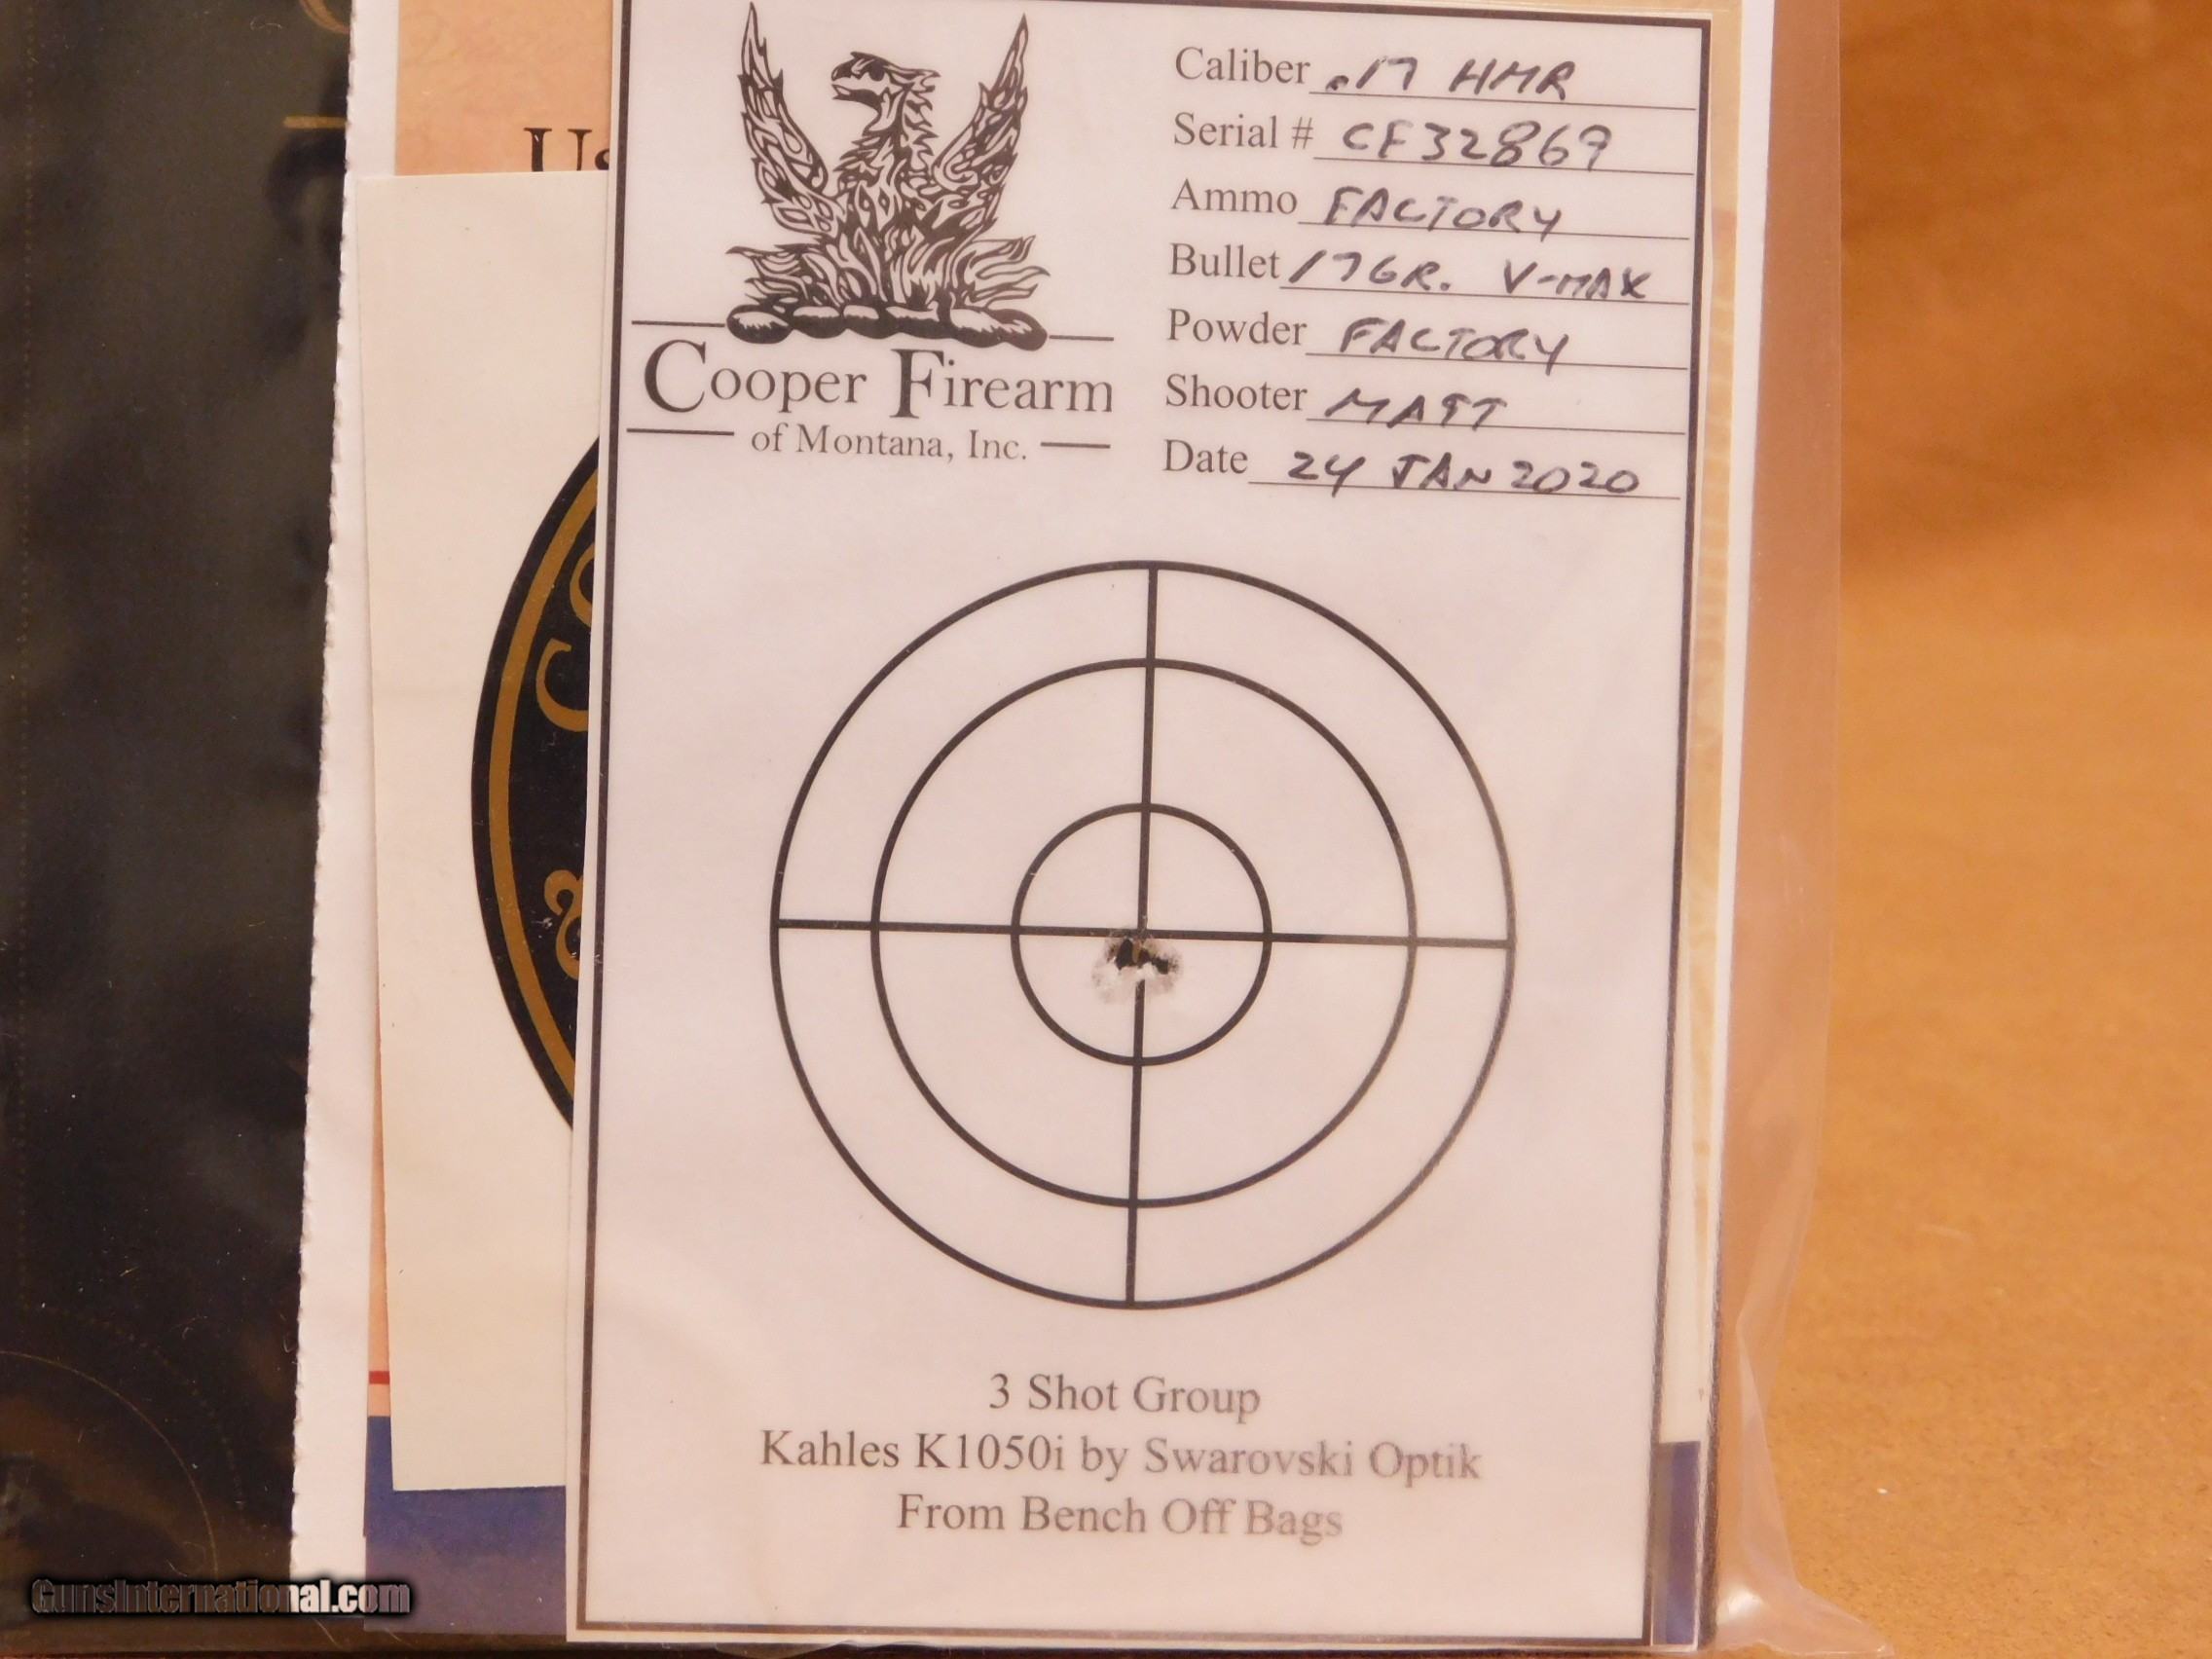 Caliber .17 HMR
Serial # CF32869
Ammo FACTORY
Bullet 17GR. V-MAX
Powder FACTORY
Shooter MATT
Date 24 JAN 2020
Cooper Firearm
of Montana, Inc.
3 Shot Group
Kahles K1050i by Swarovski Optik
From Bench Off Bags
GunsInternational.com